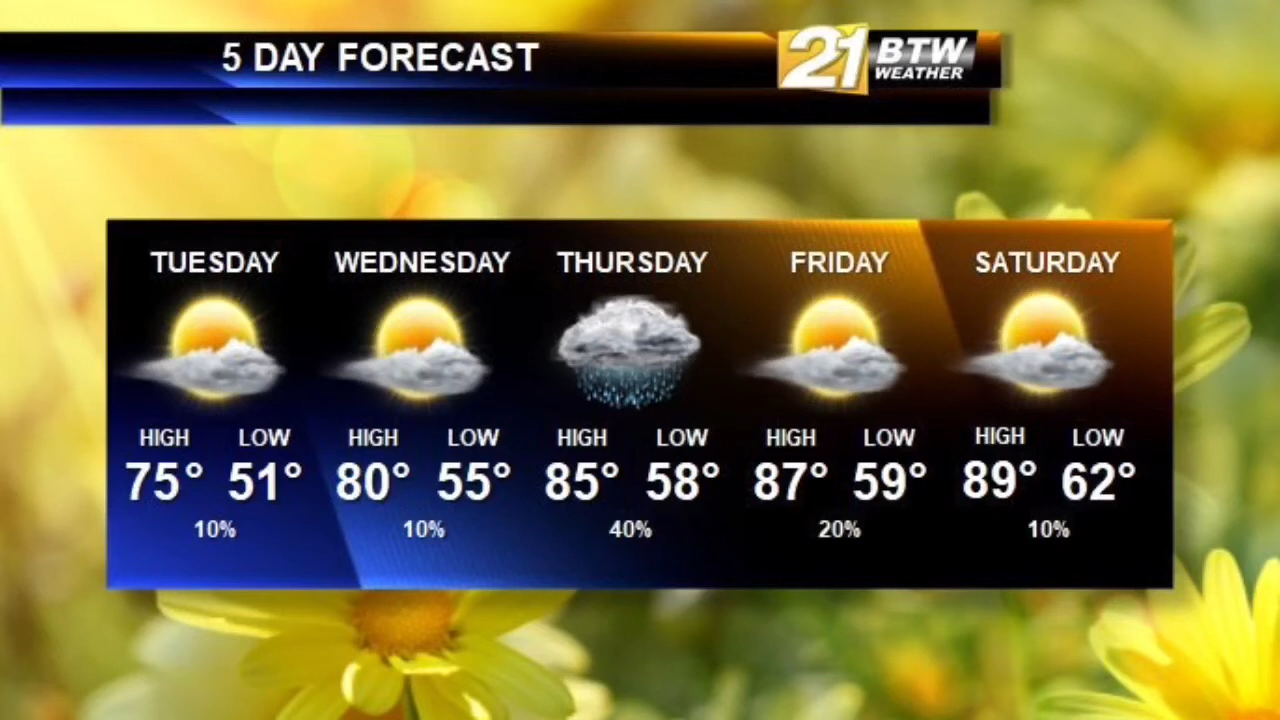 5 DAY FORECAST
21 BTW
WEATHER
TUESDAY WEDNESDAY THURSDAY FRIDAY SATURDAY
HIGH LOW HIGH LOW HIGH LOW HIGH LOW HIGH LOW
75° 51° 80° 55° 85° 58° 87° 59° 89° 62°
10% 10% 40% 20% 10%